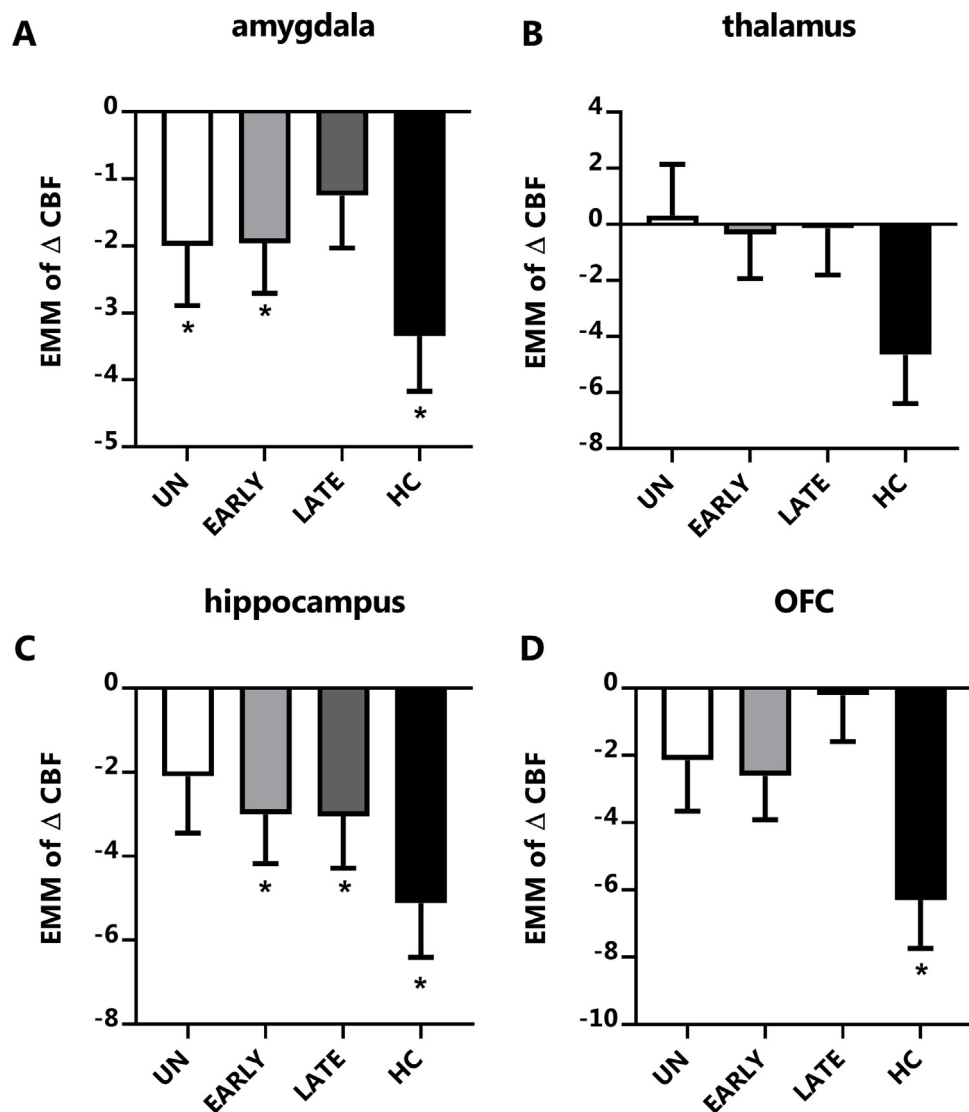 A
amygdala
EMM of Δ CBF
0
-1
-2
-3
-4
-5
*
*
*
UN
EARLY
LATE
HC
B
thalamus
EMM of Δ CBF
4
2
0
-2
-4
-6
-8
UN
EARLY
LATE
HC
C
hippocampus
EMM of Δ CBF
0
-2
-4
-6
-8
*
*
*
UN
EARLY
LATE
HC
D
OFC
EMM of Δ CBF
0
-2
-4
-6
-8
-10
*
UN
EARLY
LATE
HC